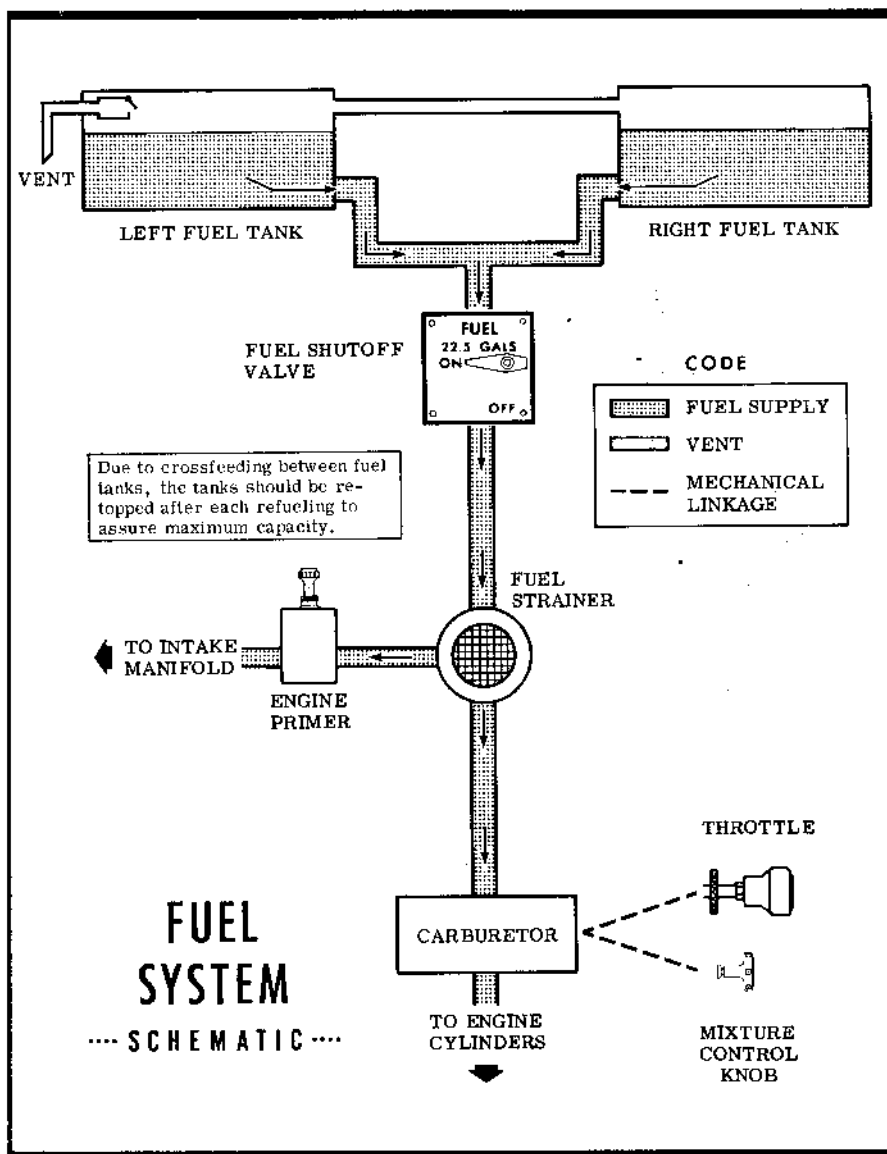 VENT
LEFT FUEL TANK
RIGHT FUEL TANK
FUEL SHUTOFF
VALVE
FUEL
22.5 GALS
ON
OFF
CODE
FUEL SUPPLY
VENT
MECHANICAL
LINKAGE
Due to crossfeeding between fuel
tanks, the tanks should be re-
topped after each refueling to
assure maximum capacity.
FUEL
STRAINER
TO INTAKE
MANIFOLD
ENGINE
PRIMER
THROTTLE
CARBURETOR
FUEL
SYSTEM
.... SCHEMATIC ....
TO ENGINE
CYLINDERS
MIXTURE
CONTROL
KNOB